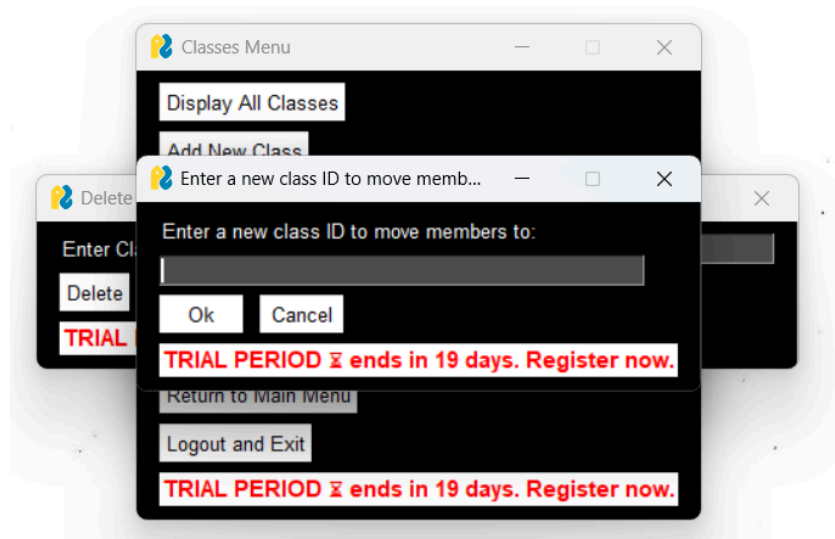 Classes Menu
Display All Classes
Add New Class
Enter a new class ID to move memb...
Delete
Enter a new class ID to move members to:
Enter
Delete
Ok Cancel
TRIAL
TRIAL PERIOD ⌛ ends in 19 days. Register now.
Return to Main Menu
Logout and Exit
TRIAL PERIOD ⌛ ends in 19 days. Register now.